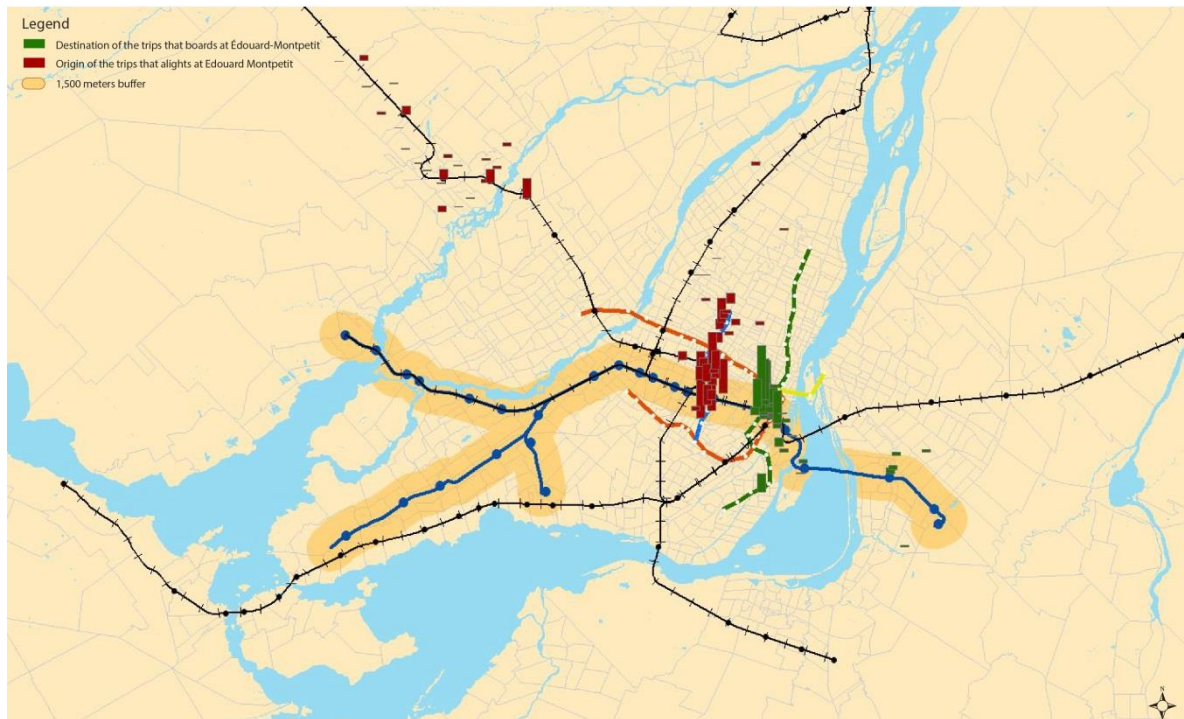 Legend
Destination of the trips that boards at Édouard-Montpetit
Origin of the trips that alights at Edouard Montpetit
1,500 meters buffer
N